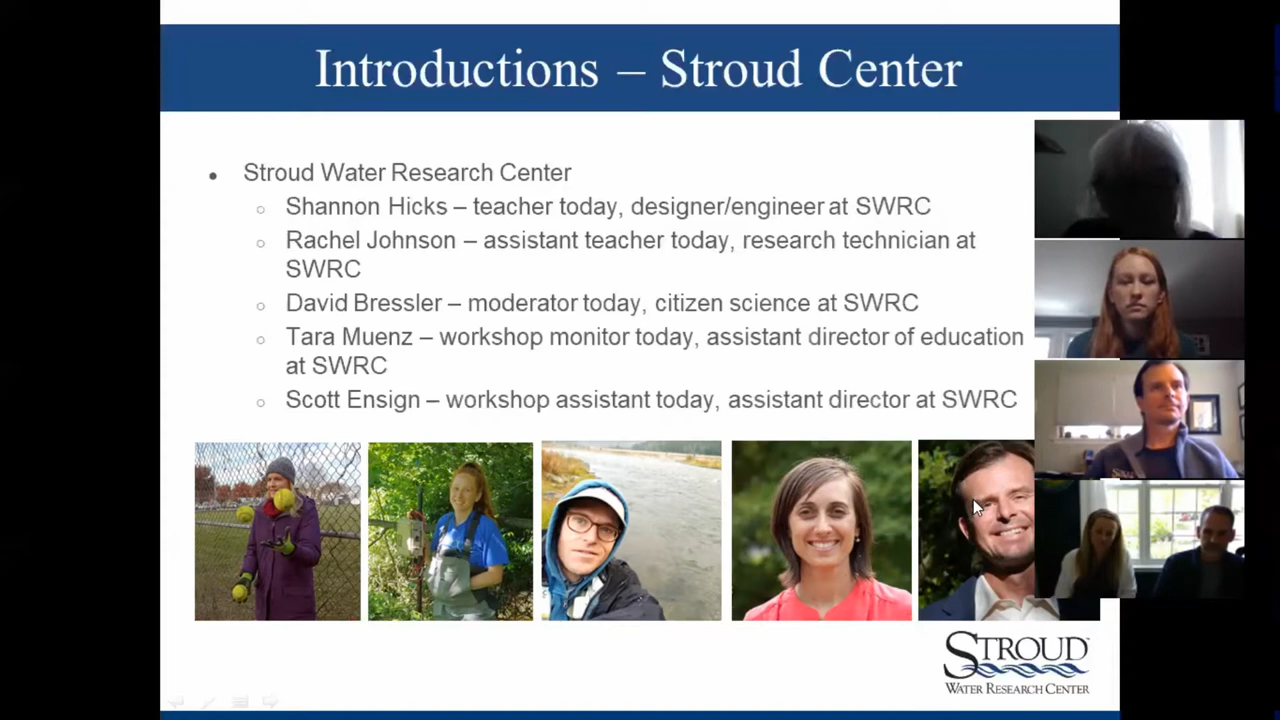 Introductions – Stroud Center
Stroud Water Research Center
Shannon Hicks – teacher today, designer/engineer at SWRC
Rachel Johnson – assistant teacher today, research technician at
SWRC
David Bressler – moderator today, citizen science at SWRC
Tara Muenz – workshop monitor today, assistant director of education
at SWRC
Scott Ensign – workshop assistant today, assistant director at SWRC
STROUD™
WATER RESEARCH CENTER